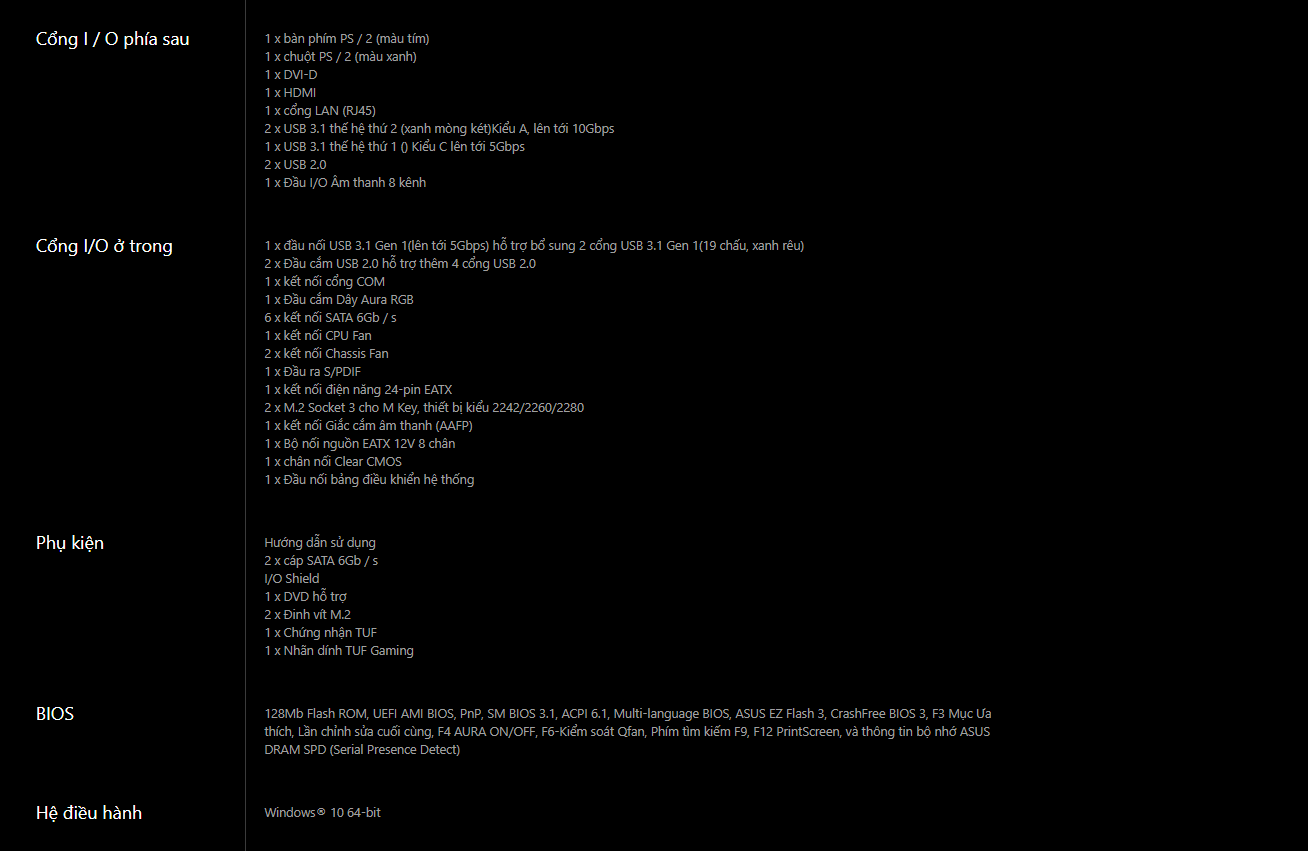 Cổng I / O phía sau
1 x bàn phím PS / 2 (màu tím)
1 x chuột PS / 2 (màu xanh)
1 x DVI-D
1 x HDMI
1 x cổng LAN (RJ45)
2 x USB 3.1 thế hệ thứ 2 (xanh mòng két)Kiểu A, lên tới 10Gbps
1 x USB 3.1 thế hệ thứ 1 () Kiểu C lên tới 5Gbps
2 x USB 2.0
1 x Đầu I/O Âm thanh 8 kênh
Cổng I/O ở trong
1 x đầu nối USB 3.1 Gen 1(lên tới 5Gbps) hỗ trợ bổ sung 2 cổng USB 3.1 Gen 1(19 chấu, xanh rêu)
2 x Đầu cắm USB 2.0 hỗ trợ thêm 4 cổng USB 2.0
1 x kết nối cổng COM
1 x Đầu cắm Dây Aura RGB
6 x kết nối SATA 6Gb / s
1 x kết nối CPU Fan
2 x kết nối Chassis Fan
1 x Đầu ra S/PDIF
1 x kết nối điện năng 24-pin EATX
2 x M.2 Socket 3 cho M Key, thiết bị kiểu 2242/2260/2280
1 x kết nối Giắc cắm âm thanh (AAFP)
1 x Bộ nối nguồn EATX 12V 8 chân
1 x chân nối Clear CMOS
1 x Đầu nối bảng điều khiển hệ thống
Phụ kiện
Hướng dẫn sử dụng
2 x cáp SATA 6Gb / s
I/O Shield
1 x DVD hỗ trợ
2 x Đinh vít M.2
1 x Chứng nhận TUF
1 x Nhãn dính TUF Gaming
BIOS
128Mb Flash ROM, UEFI AMI BIOS, PnP, SM BIOS 3.1, ACPI 6.1, Multi-language BIOS, ASUS EZ Flash 3, CrashFree BIOS 3, F3 Mục Ưa
thích, Lần chỉnh sửa cuối cùng, F4 AURA ON/OFF, F6-Kiểm soát Qfan, Phím tìm kiếm F9, F12 PrintScreen, và thông tin bộ nhớ ASUS
DRAM SPD (Serial Presence Detect)
Hệ điều hành
Windows® 10 64-bit